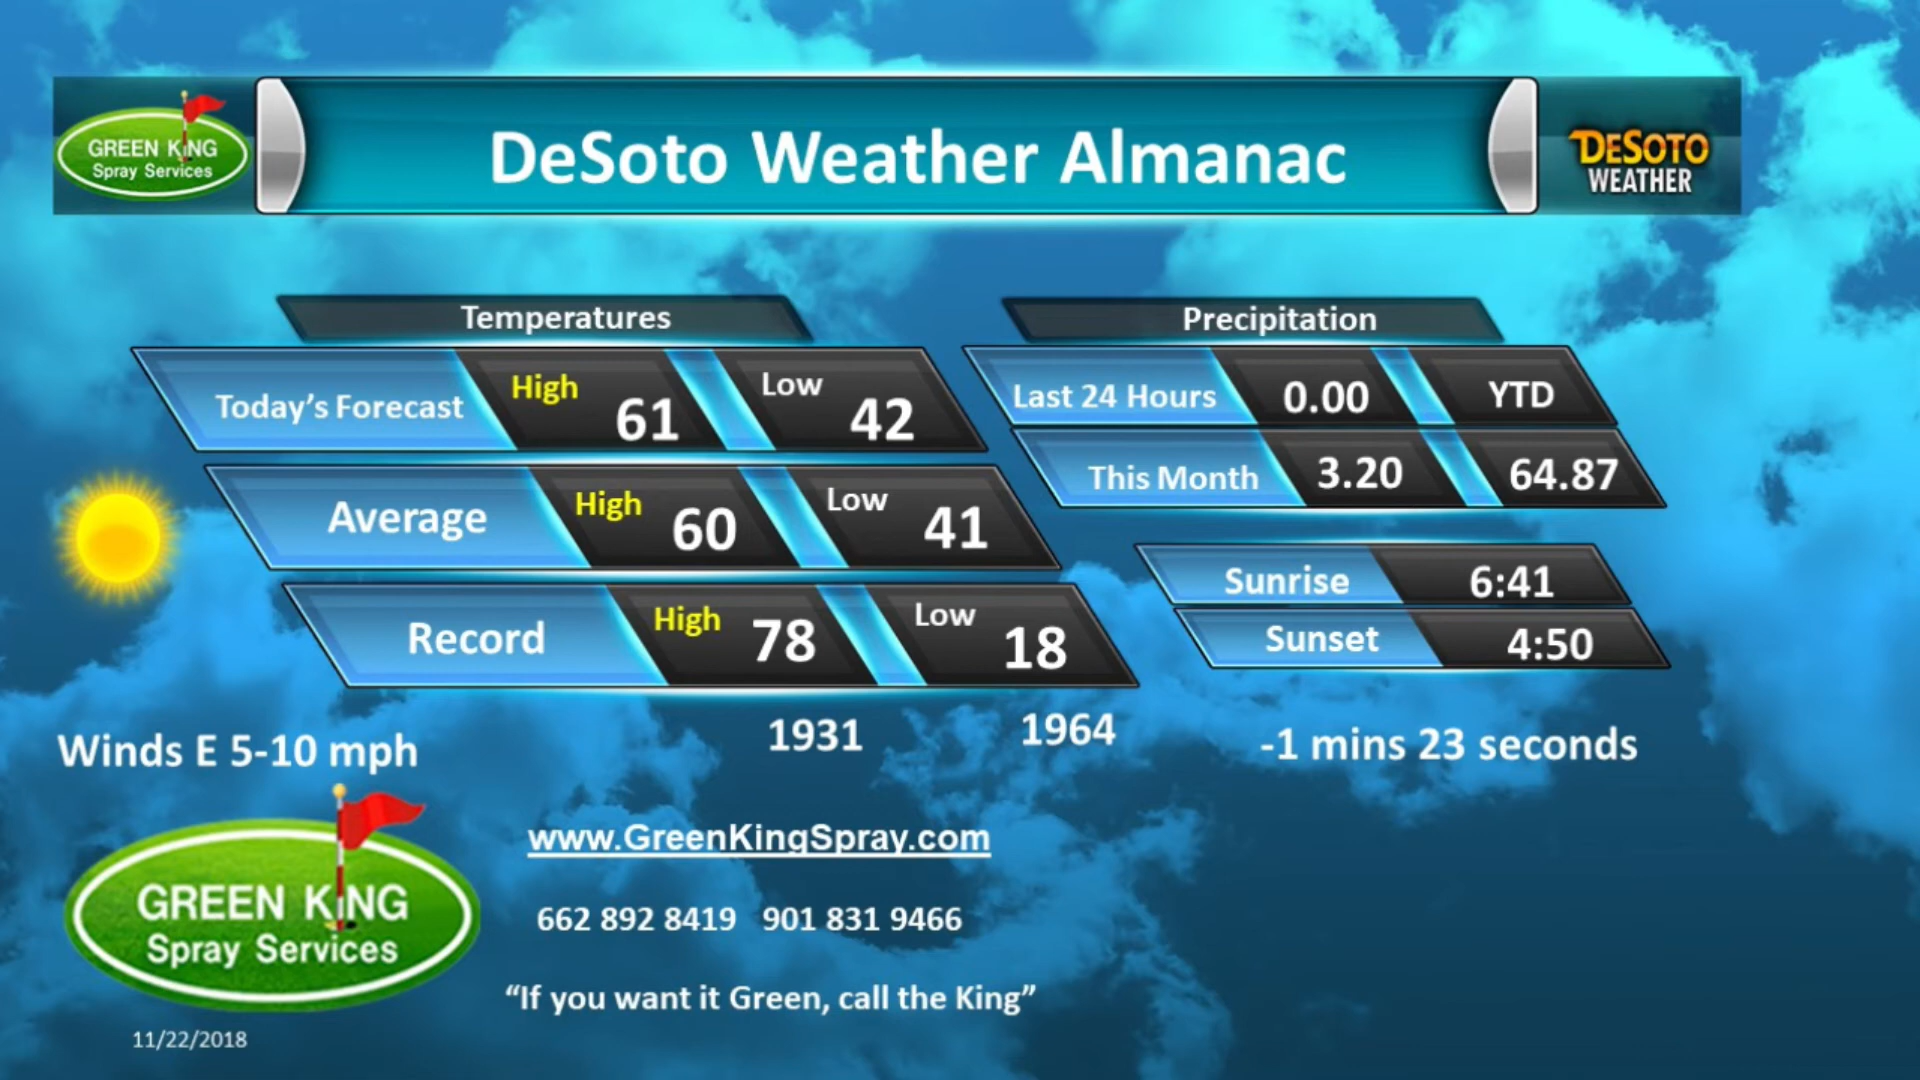 GREEN KING
Spray Services
DeSoto Weather Almanac
DESOTO
WEATHER
Temperatures
Today's Forecast High 61 Low 42
Average High 60 Low 41
Record High 78 Low 18
1931 1964
Precipitation
Last 24 Hours 0.00 YTD
This Month 3.20 64.87
Sunrise 6:41
Sunset 4:50
-1 mins 23 seconds
Winds E 5-10 mph
GREEN KING
Spray Services
www.GreenKingSpray.com
662 892 8419 901 831 9466
“If you want it Green, call the King”
11/22/2018